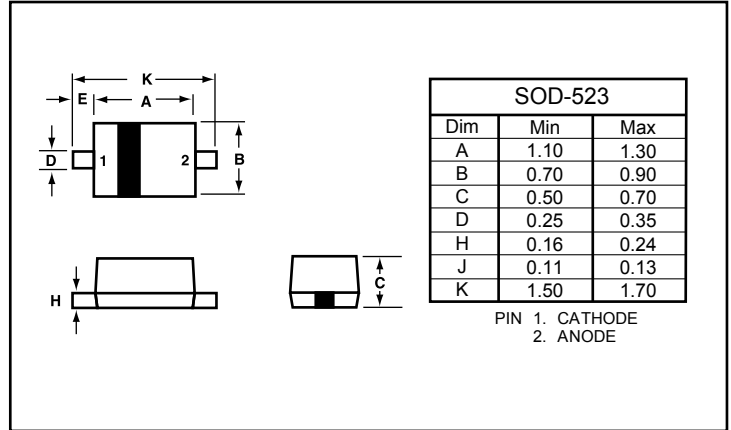 K
E
A
D
1
2
B
H
C
SOD-523
Dim Min Max
A 1.10 1.30
B 0.70 0.90
C 0.50 0.70
D 0.25 0.35
H 0.16 0.24
J 0.11 0.13
K 1.50 1.70
PIN 1. CATHODE
2. ANODE